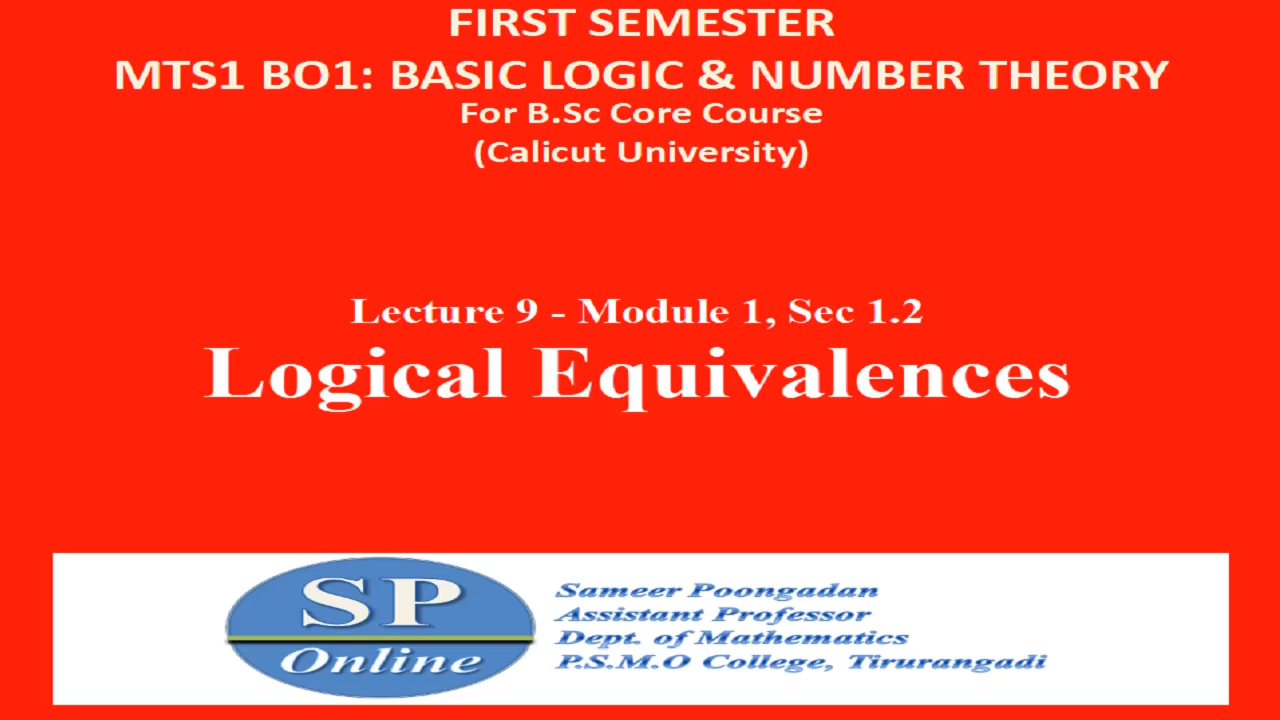 FIRST SEMESTER
MTS1 BO1: BASIC LOGIC & NUMBER THEORY
For B.Sc Core Course
(Calicut University)
Lecture 9 - Module 1, Sec 1.2
Logical Equivalences
SP
Online
Sameer Poongadan
Assistant Professor
Dept. of Mathematics
P.S.M.O College, Tirurangadi